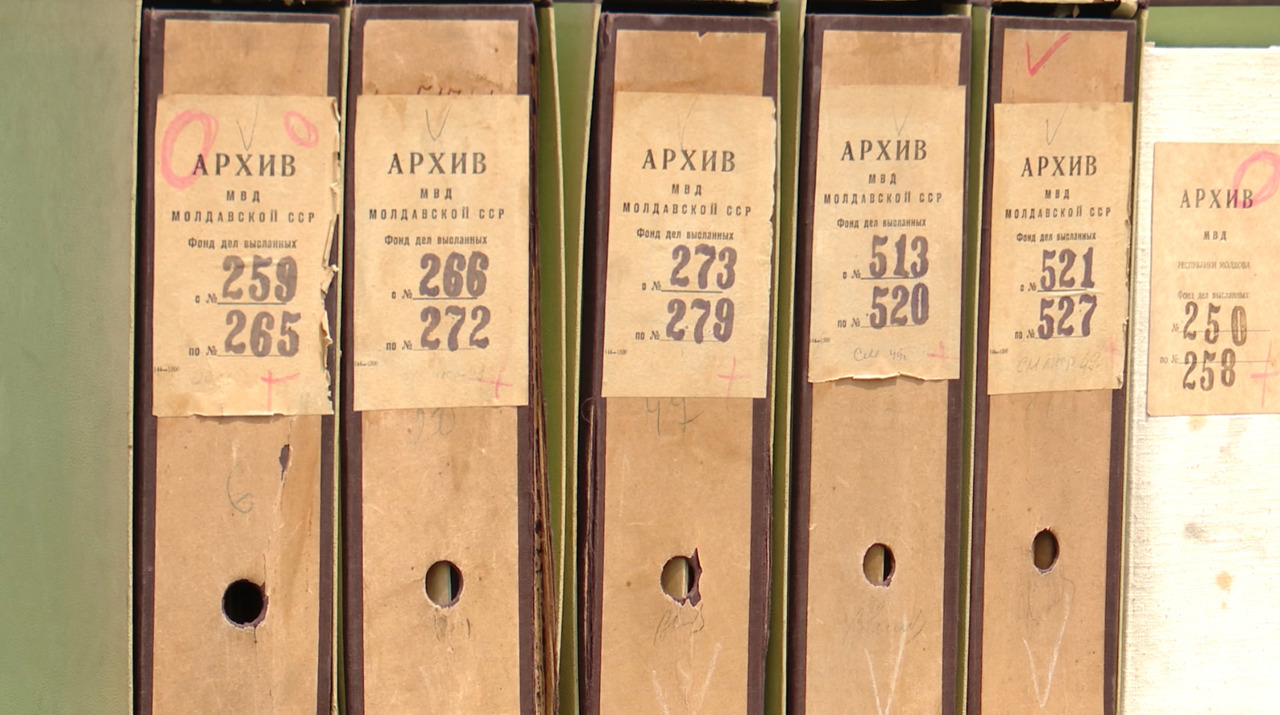 АРХИВ
МВД
МОЛДАВСКОЙ ССР
Фонд дел высланных
с № 259
по № 265
6
АРХИВ
МВД
МОЛДАВСКОЙ ССР
Фонд дел высланных
с № 266
по № 272
АРХИВ
МВД
МОЛДАВСКОЙ ССР
Фонд дел высланных
с № 273
по № 279
АРХИВ
МВД
МОЛДАВСКОЙ ССР
Фонд дел высланных
с № 513
по № 520
АРХИВ
МВД
МОЛДАВСКОЙ ССР
Фонд дел высланных
с № 521
по № 527
АРХИВ
МВД
РЕСПУБЛИКИ МОЛДОВА
Фонд дел высланных
№ 250
по № 258